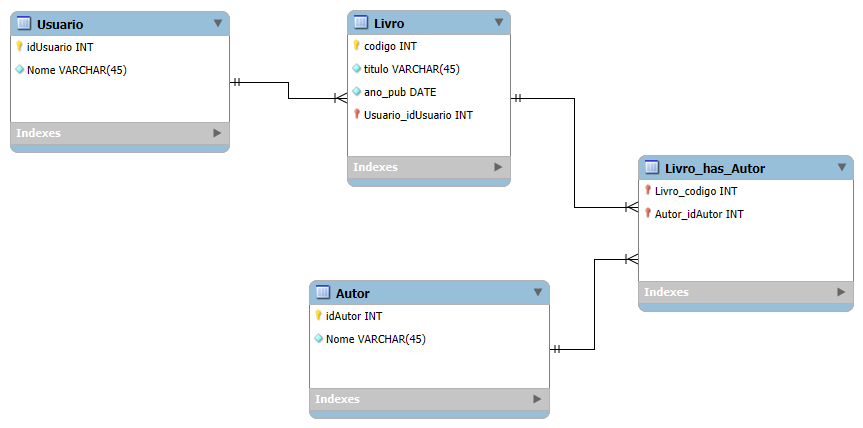 Usuario
idUsuario INT
Nome VARCHAR(45)
Indexes
Livro
codigo INT
titulo VARCHAR(45)
ano_pub DATE
Usuario_idUsuario INT
Indexes
Livro_has_Autor
Livro_codigo INT
Autor_idAutor INT
Indexes
Autor
idAutor INT
Nome VARCHAR(45)
Indexes